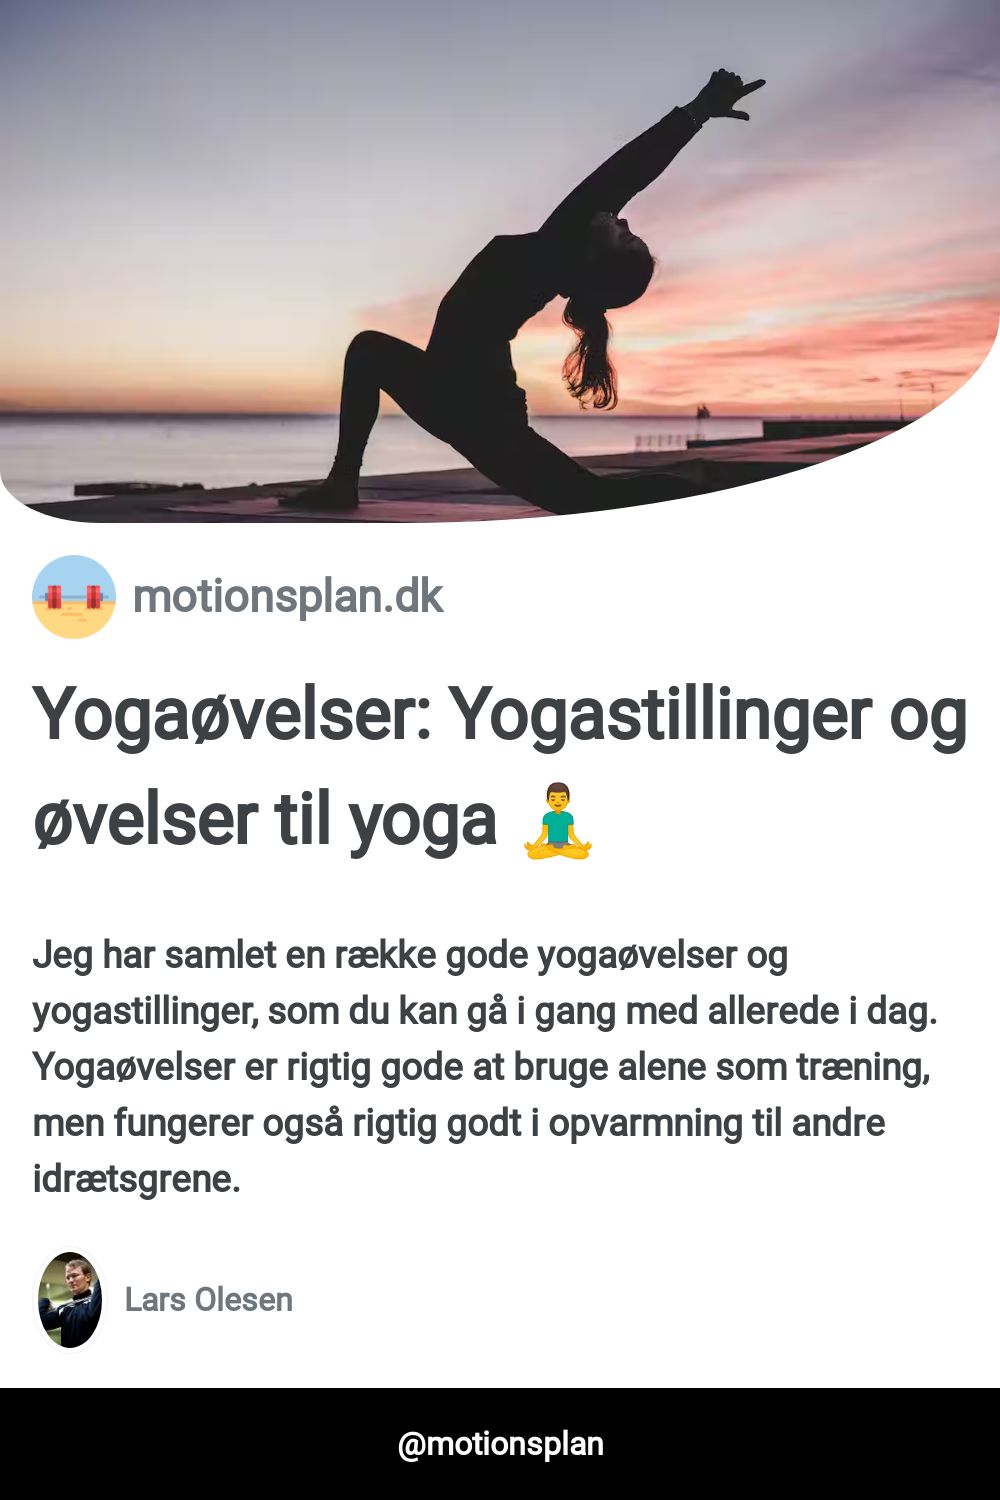 motionsplan.dk
Yogaøvelser: Yogastillinger og
øvelser til yoga 🧘‍♂️
Jeg har samlet en række gode yogaøvelser og
yogastillinger, som du kan gå i gang med allerede i dag.
Yogaøvelser er rigtig gode at bruge alene som træning,
men fungerer også rigtig godt i opvarmning til andre
idrætsgrene.
Lars Olesen
@motionsplan